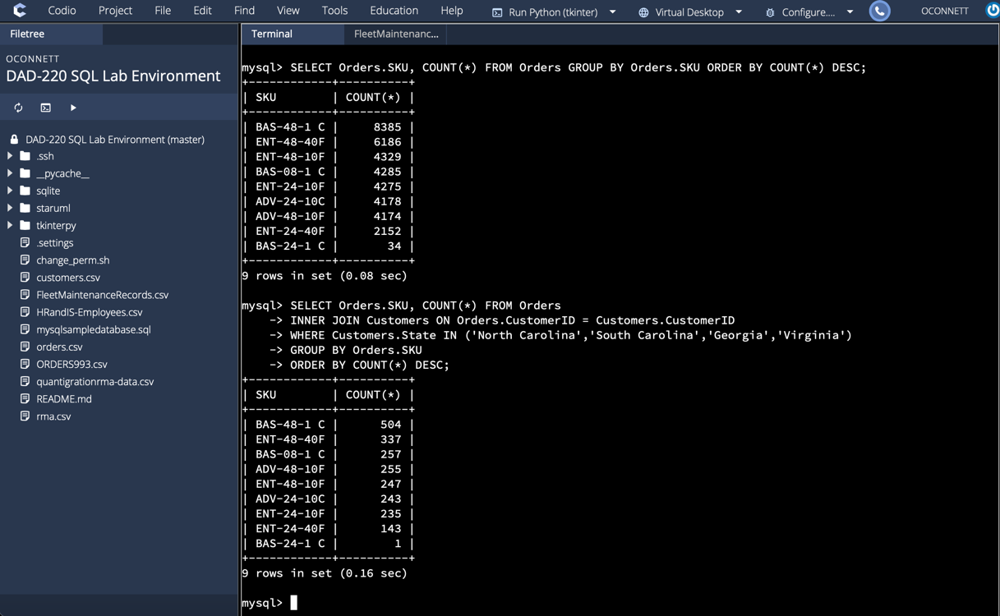 Codio Project File Edit Find View Tools Education Help Run Python (tkinter) Virtual Desktop Configure.... OCONNETT
Filetree
Terminal FleetMaintenanc...
OCONNETT
DAD-220 SQL Lab Environment
DAD-220 SQL Lab Environment (master)
.ssh
__pycache__
sqlite
staruml
tkinterpy
.settings
change_perm.sh
customers.csv
FleetMaintenanceRecords.csv
HRandIS-Employees.csv
mysqlsampledatabase.sql
orders.csv
ORDERS993.csv
quantigrationrma-data.csv
README.md
rma.csv
mysql> SELECT Orders.SKU, COUNT(*) FROM Orders GROUP BY Orders.SKU ORDER BY COUNT(*) DESC;
+------------+----------+
| SKU        | COUNT(*) |
+------------+----------+
| BAS-48-1 C |     8385 |
| ENT-48-40F |     6186 |
| ENT-48-10F |     4329 |
| BAS-08-1 C |     4285 |
| ENT-24-10F |     4275 |
| ADV-24-10C |     4178 |
| ADV-48-10F |     4174 |
| ENT-24-40F |     2152 |
| BAS-24-1 C |       34 |
+------------+----------+
9 rows in set (0.08 sec)
mysql> SELECT Orders.SKU, COUNT(*) FROM Orders
    -> INNER JOIN Customers ON Orders.CustomerID = Customers.CustomerID
    -> WHERE Customers.State IN ('North Carolina','South Carolina','Georgia','Virginia')
    -> GROUP BY Orders.SKU
    -> ORDER BY COUNT(*) DESC;
+------------+----------+
| SKU        | COUNT(*) |
+------------+----------+
| BAS-48-1 C |      504 |
| ENT-48-40F |      337 |
| BAS-08-1 C |      257 |
| ADV-48-10F |      255 |
| ENT-48-10F |      247 |
| ADV-24-10C |      243 |
| ENT-24-10F |      235 |
| ENT-24-40F |      143 |
| BAS-24-1 C |        1 |
+------------+----------+
9 rows in set (0.16 sec)
mysql>